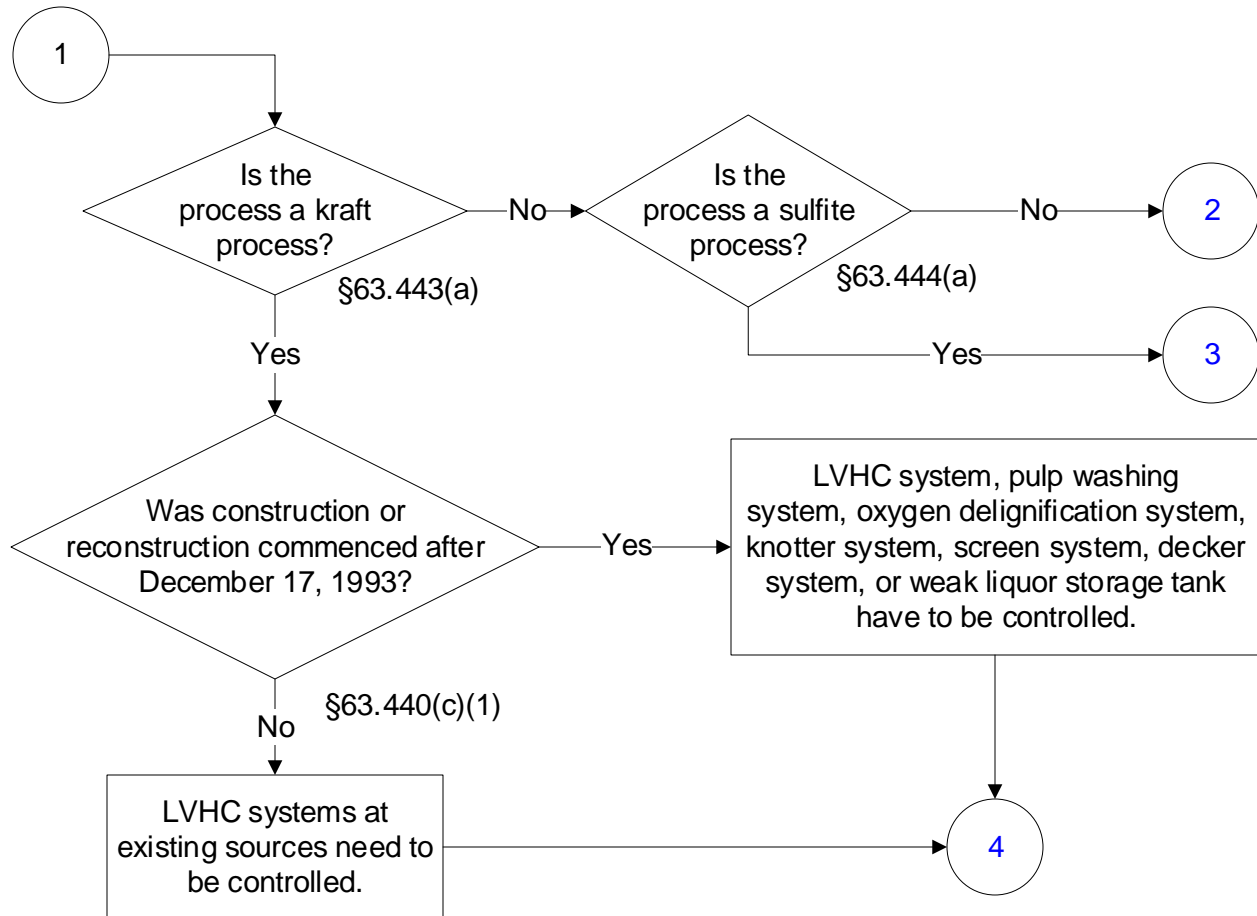 1
Is the
process a kraft
process?
§63.443(a)
No
Is the
process a sulfite
process?
§63.444(a)
No
2
Yes
3
Yes
Was construction or
reconstruction commenced after
December 17, 1993?
§63.440(c)(1)
Yes
LVHC system, pulp washing
system, oxygen delignification system,
knotter system, screen system, decker
system, or weak liquor storage tank
have to be controlled.
No
LVHC systems at
existing sources need to
be controlled.
4